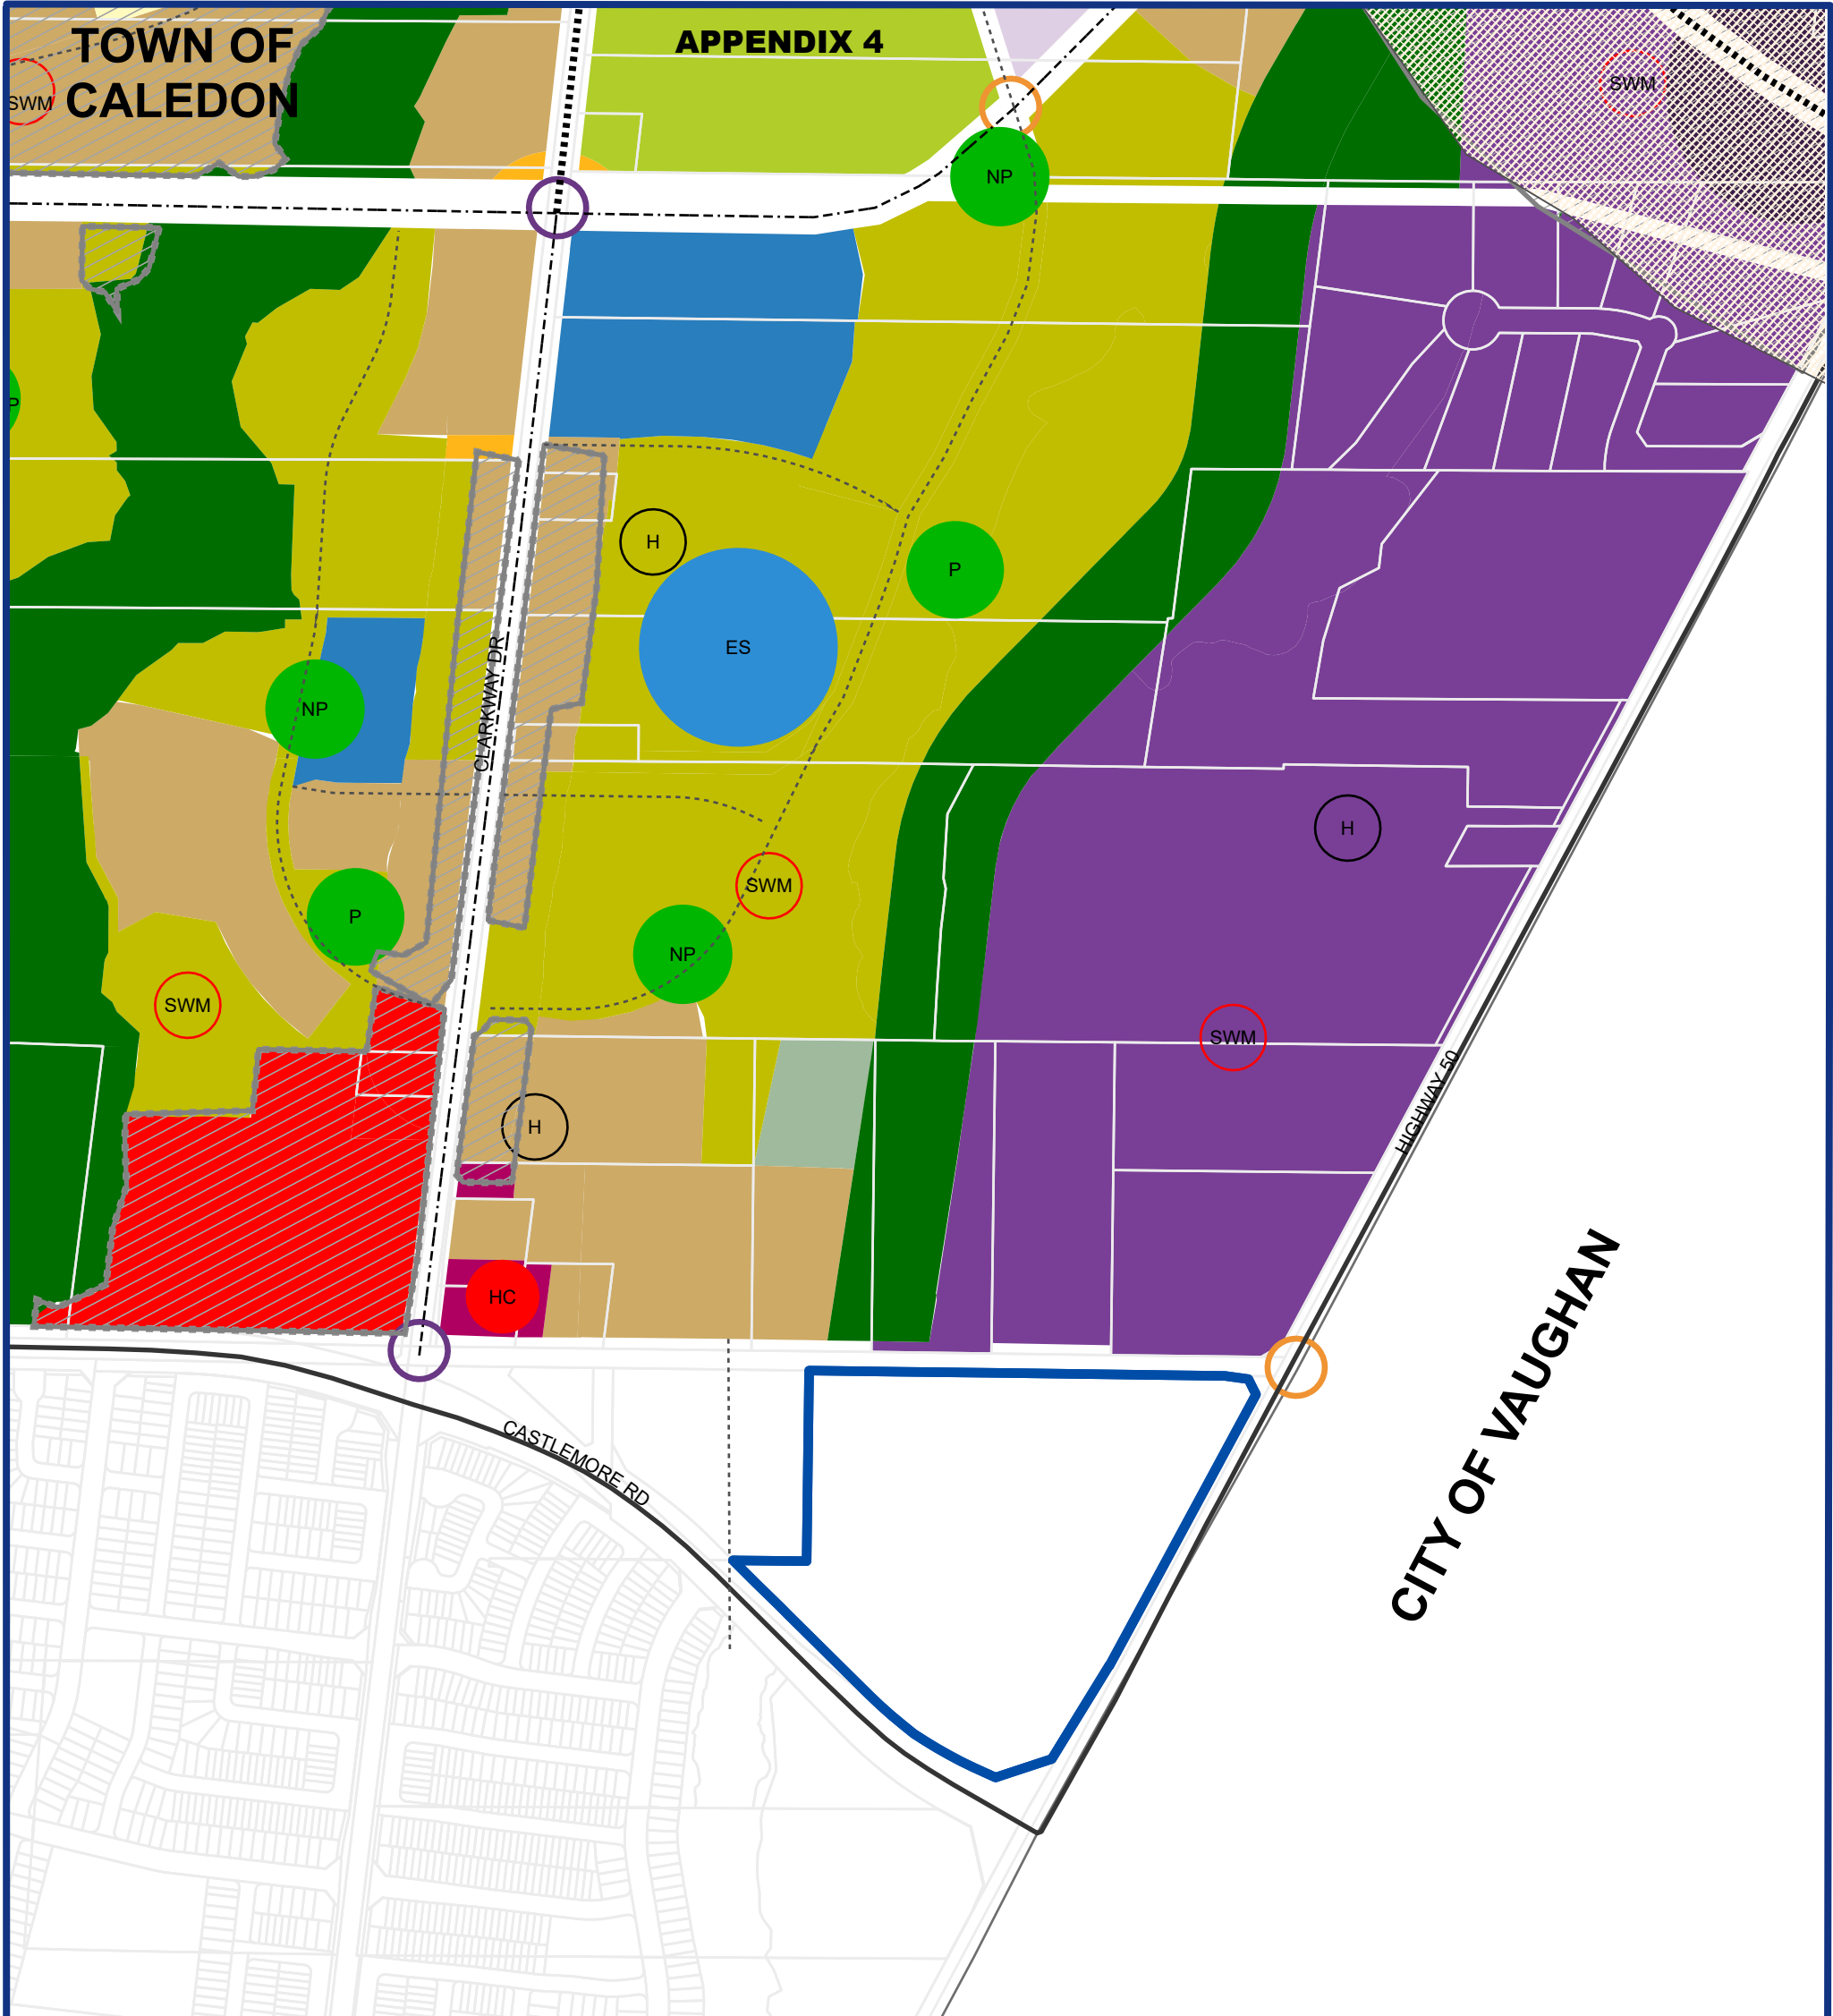 TOWN OF
CALEDON
APPENDIX 4
SWM
SWM
NP
P
H
P
ES
CLARKWAY DR
NP
H
SWM
P
NP
SWM
SWM
HIGHWAY 50
H
HC
CITY OF VAUGHAN
CASTLEMORE RD